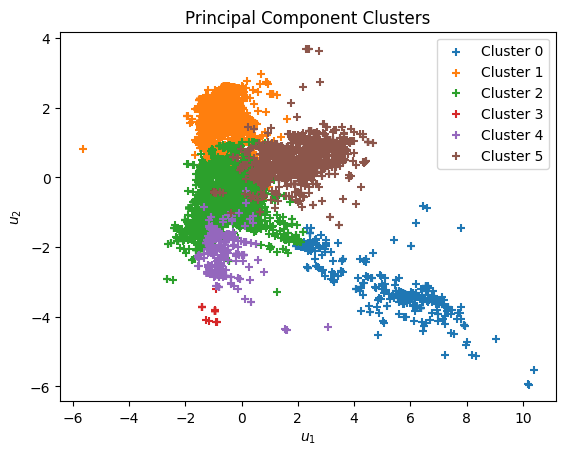 Principal Component Clusters
Cluster 0
Cluster 1
Cluster 2
Cluster 3
Cluster 4
Cluster 5
4
2
0
−2
−4
−6
u₂
−6
−4
−2
0
2
4
6
8
10
u₁